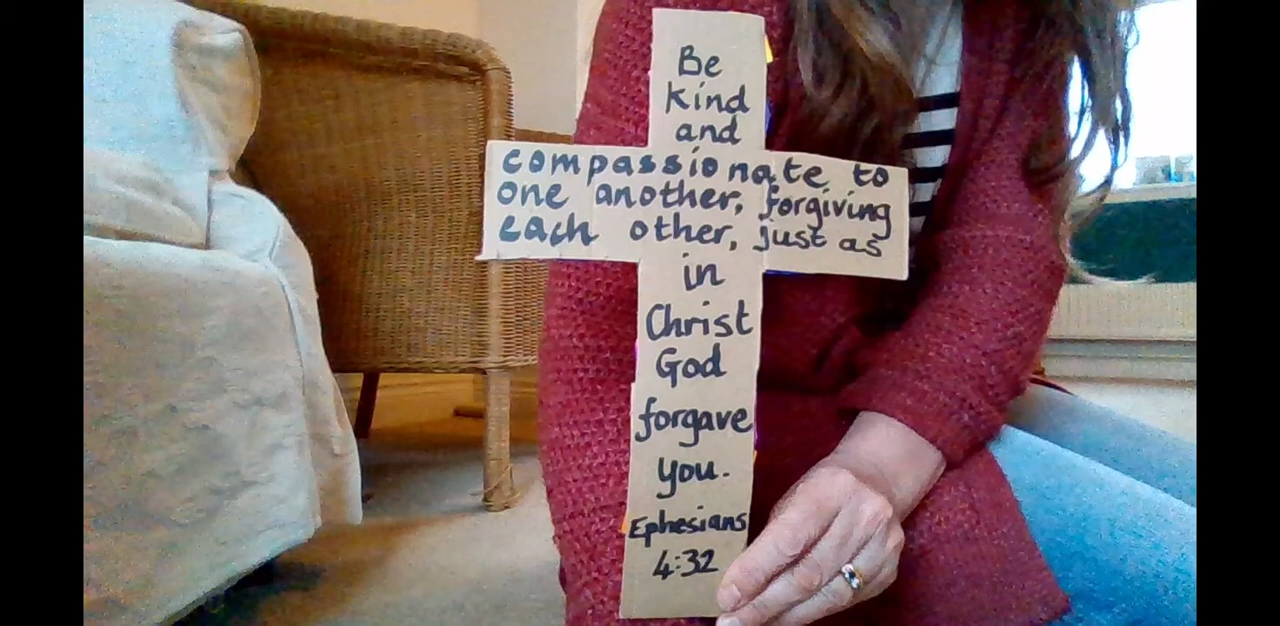 Be
kind
and
compassionate to
one another, forgiving
each other, just as
in
Christ
God
forgave
you.
Ephesians
4:32